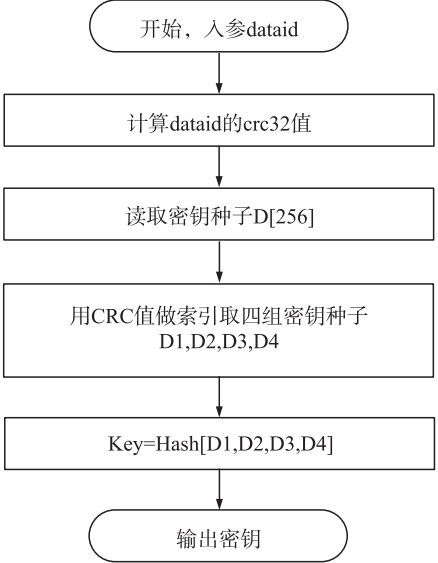 开始，入参dataid
计算dataid的crc32值
读取密钥种子D[256]
用CRC值做索引取四组密钥种子
D1,D2,D3,D4
Key=Hash[D1,D2,D3,D4]
输出密钥